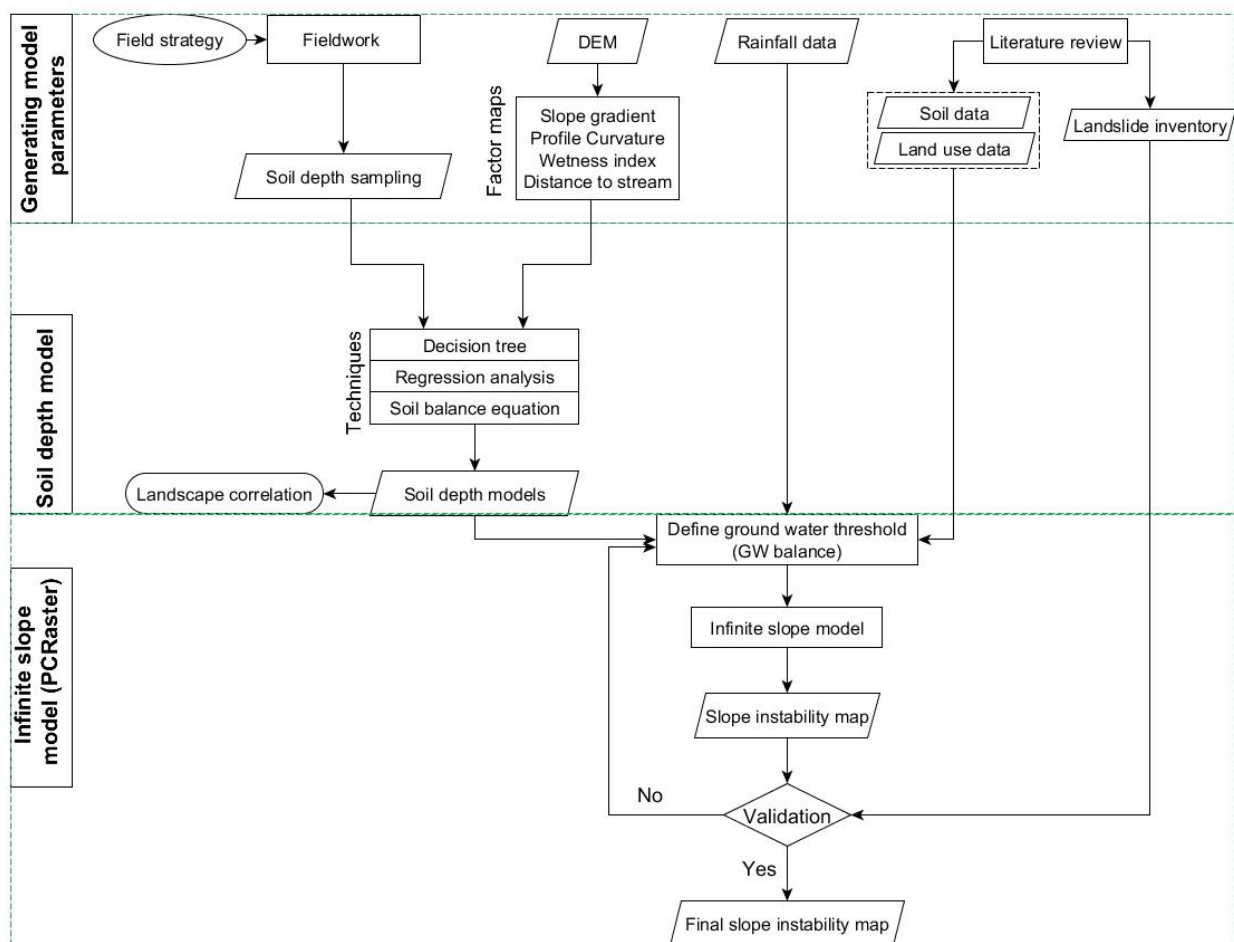 Generating model
parameters
Field strategy
Fieldwork
DEM
Rainfall data
Literature review
Factor maps
Slope gradient
Profile Curvature
Wetness index
Distance to stream
Soil data
Land use data
Landslide inventory
Soil depth sampling
Soil depth model
Techniques
Decision tree
Regression analysis
Soil balance equation
Landscape correlation
Soil depth models
Infinite slope
model (PCRaster)
Define ground water threshold
(GW balance)
Infinite slope model
Slope instability map
No
Validation
Yes
Final slope instability map